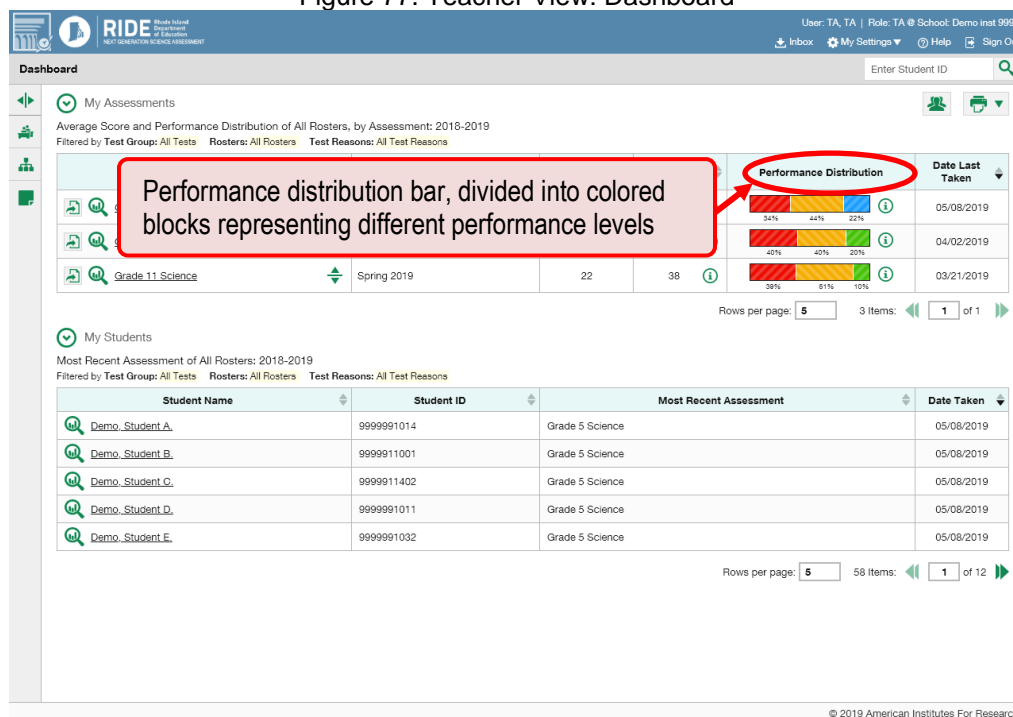 Figure 77. Teacher View: Dashboard
RIDE Rhode Island Department of Education
NEXT GENERATION SCIENCE ASSESSMENT
User: TA, TA | Role: TA @ School: Demo inst 999
Inbox My Settings Help Sign O
Dashboard
Enter Student ID
My Assessments
Average Score and Performance Distribution of All Rosters, by Assessment: 2018-2019
Filtered by Test Group: All Tests Rosters: All Rosters Test Reasons: All Test Reasons
Performance Distribution Date Last Taken
Performance distribution bar, divided into colored
blocks representing different performance levels
34% 44% 22% 05/08/2019
40% 40% 20% 04/02/2019
Grade 11 Science Spring 2019 22 38 39% 51% 10% 03/21/2019
Rows per page: 5 3 Items: 1 of 1
My Students
Most Recent Assessment of All Rosters: 2018-2019
Filtered by Test Group: All Tests Rosters: All Rosters Test Reasons: All Test Reasons
Student Name Student ID Most Recent Assessment Date Taken
Demo, Student A. 9999991014 Grade 5 Science 05/08/2019
Demo, Student B. 9999911001 Grade 5 Science 05/08/2019
Demo, Student C. 9999911402 Grade 5 Science 05/08/2019
Demo, Student D. 9999991011 Grade 5 Science 05/08/2019
Demo, Student E. 9999991032 Grade 5 Science 05/08/2019
Rows per page: 5 58 Items: 1 of 12
© 2019 American Institutes For Researc